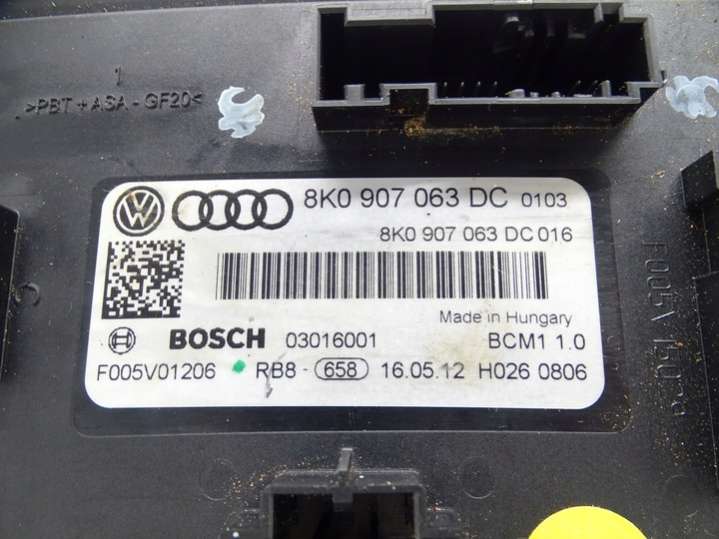 1
>PBT + ASA - GF20<
8K0 907 063 DC 0103
8K0 907 063 DC 016
Made in Hungary
BOSCH 03016001 BCM1 1.0
F005V01206 RB8 - 658 16.05.12 H026 0806